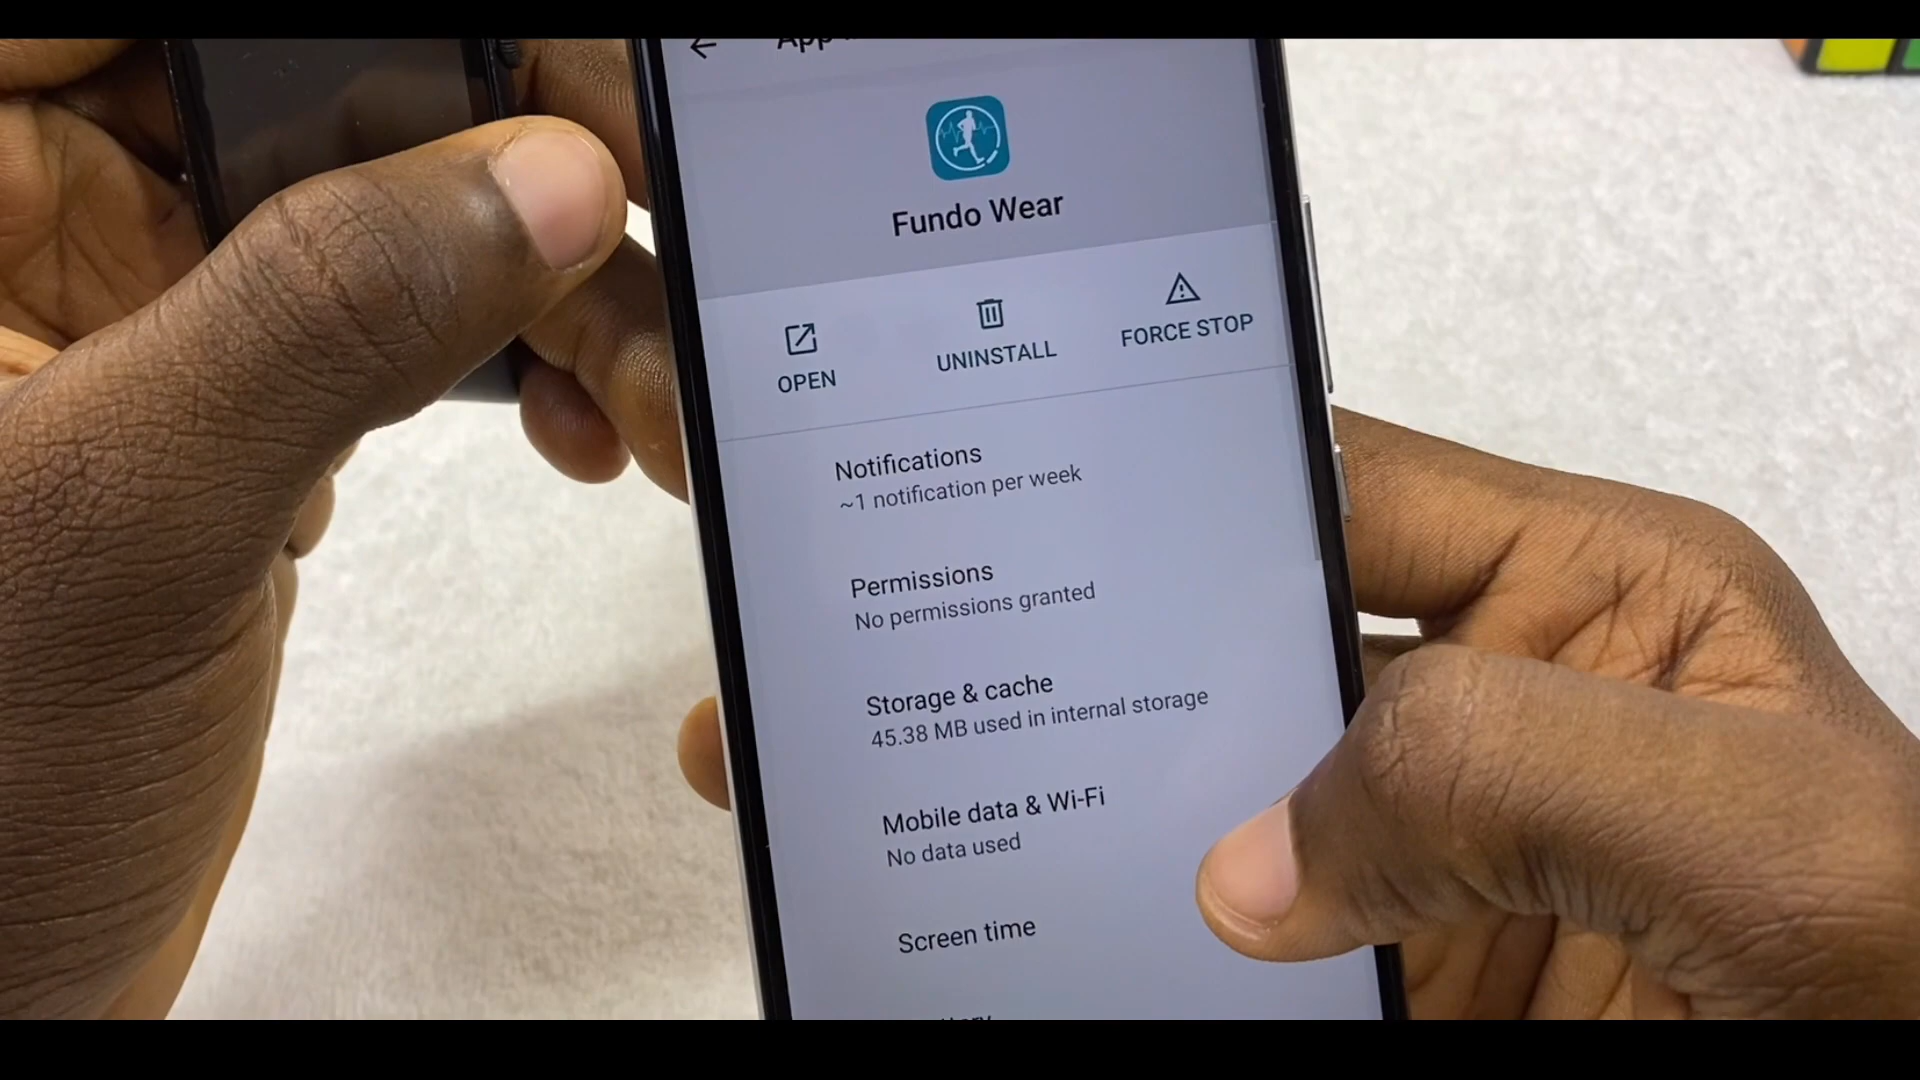 App
Fundo Wear
OPEN
UNINSTALL
FORCE STOP
Notifications
~1 notification per week
Permissions
No permissions granted
Storage & cache
45.38 MB used in internal storage
Mobile data & Wi-Fi
No data used
Screen time